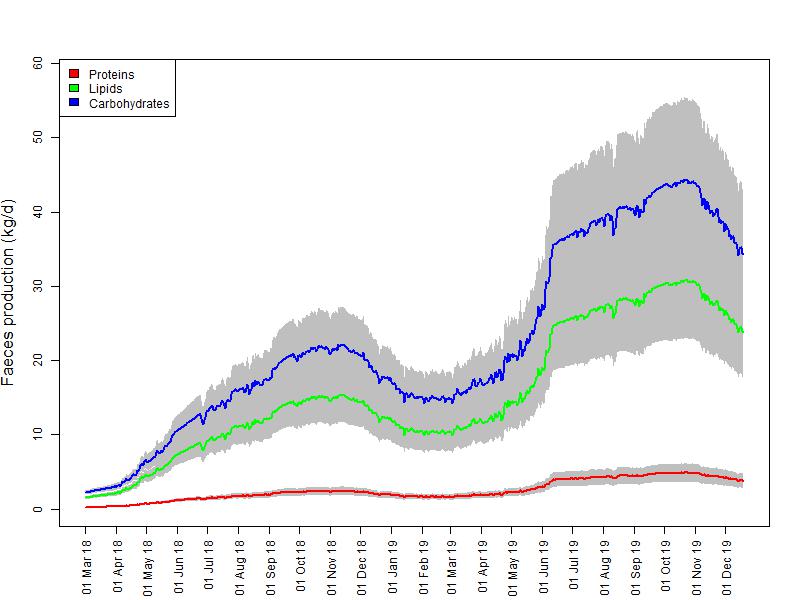 Proteins
Lipids
Carbohydrates
Faeces production (kg/d)
60
50
40
30
20
10
0
01 Mar 18
01 Apr 18
01 May 18
01 Jun 18
01 Jul 18
01 Aug 18
01 Sep 18
01 Oct 18
01 Nov 18
01 Dec 18
01 Jan 19
01 Feb 19
01 Mar 19
01 Apr 19
01 May 19
01 Jun 19
01 Jul 19
01 Aug 19
01 Sep 19
01 Oct 19
01 Nov 19
01 Dec 19